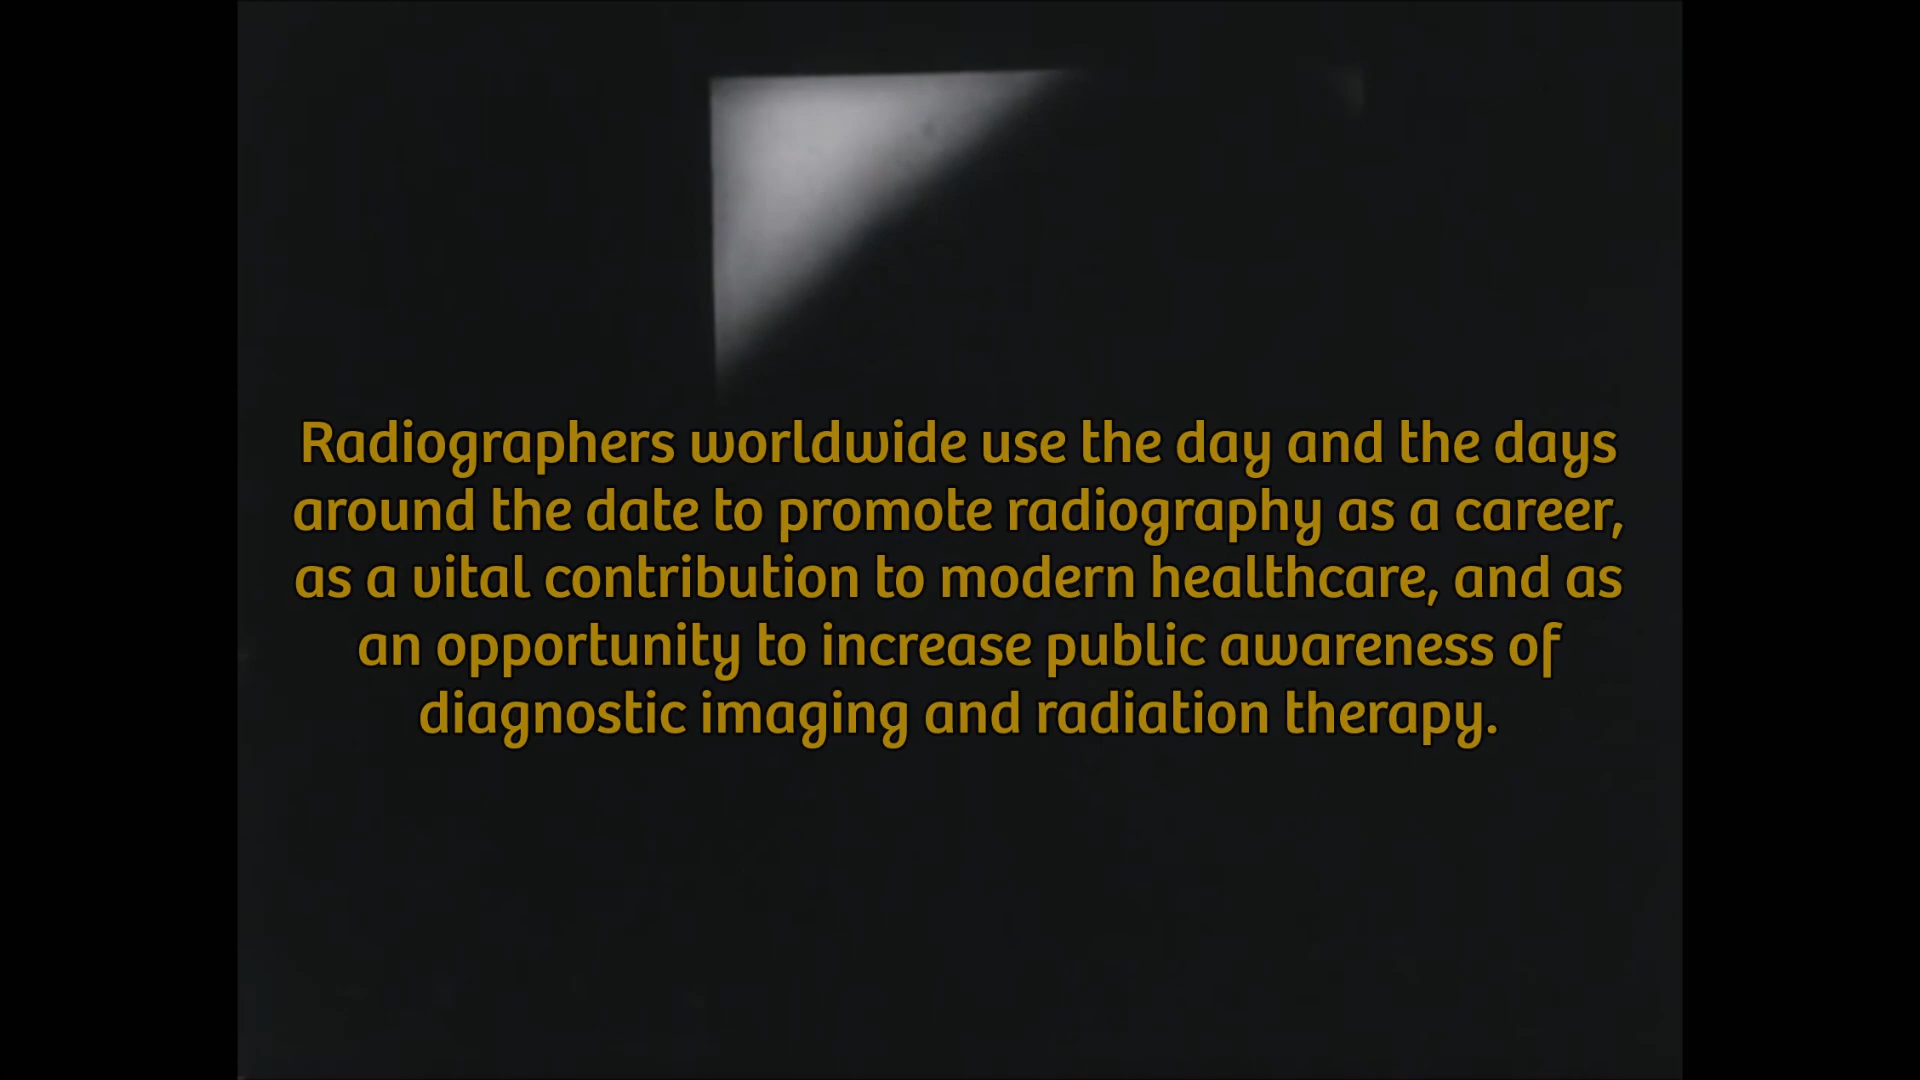 Radiographers worldwide use the day and the days
around the date to promote radiography as a career,
as a vital contribution to modern healthcare, and as
an opportunity to increase public awareness of
diagnostic imaging and radiation therapy.